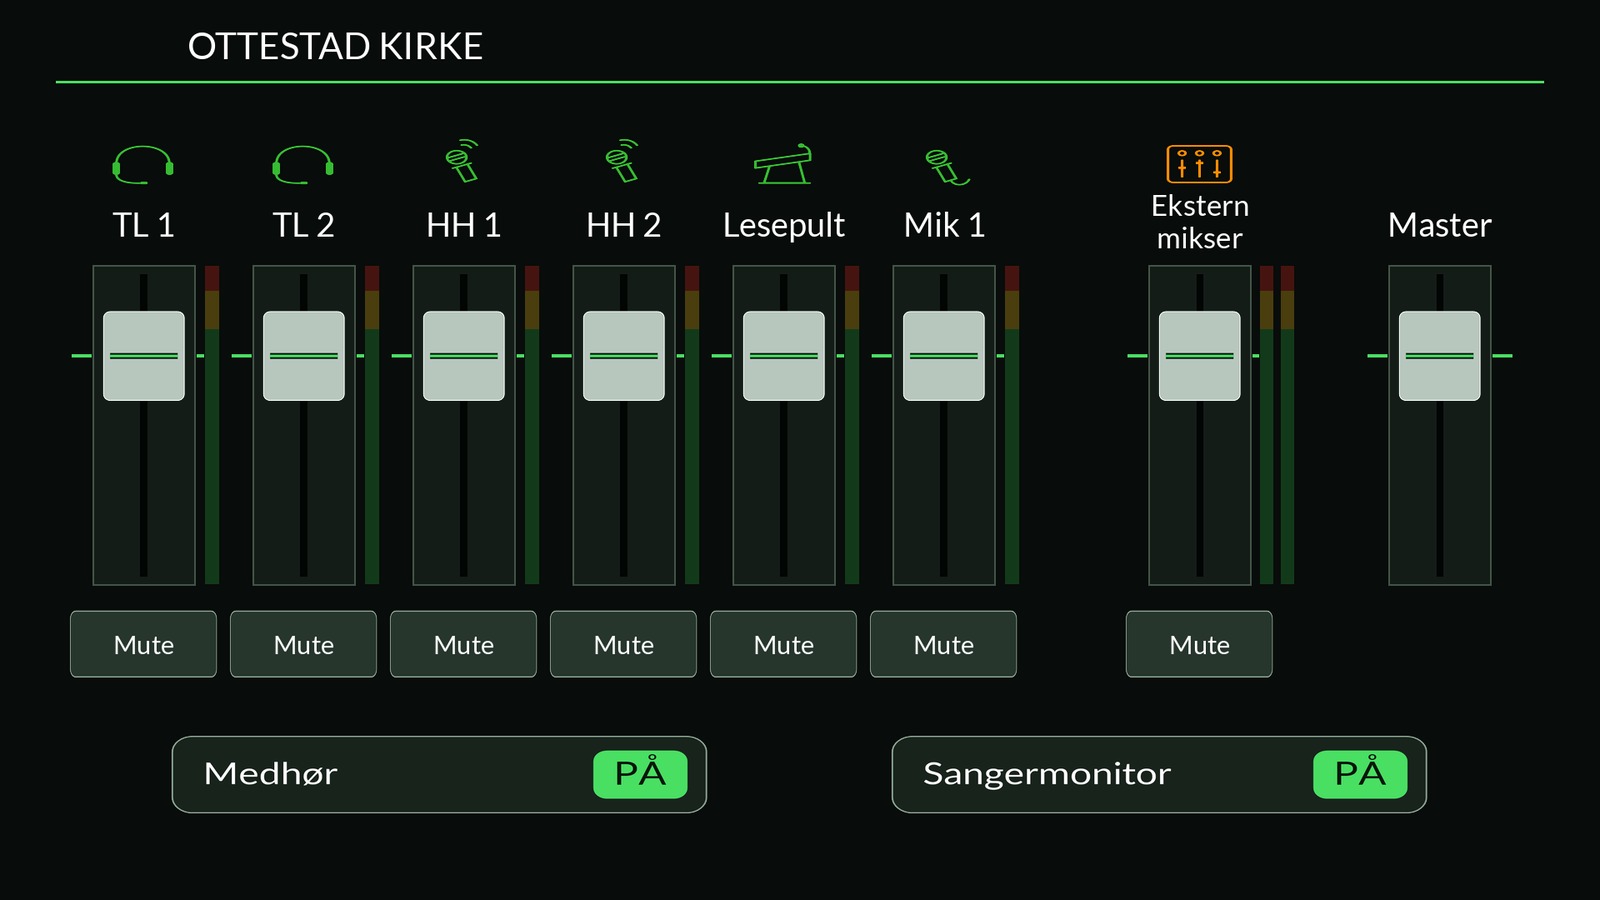 OTTESTAD KIRKE
TL 1
TL 2
HH 1
HH 2
Lesepult
Mik 1
Ekstern
mikser
Master
Mute
Mute
Mute
Mute
Mute
Mute
Mute
Medhør
PÅ
Sangermonitor
PÅ